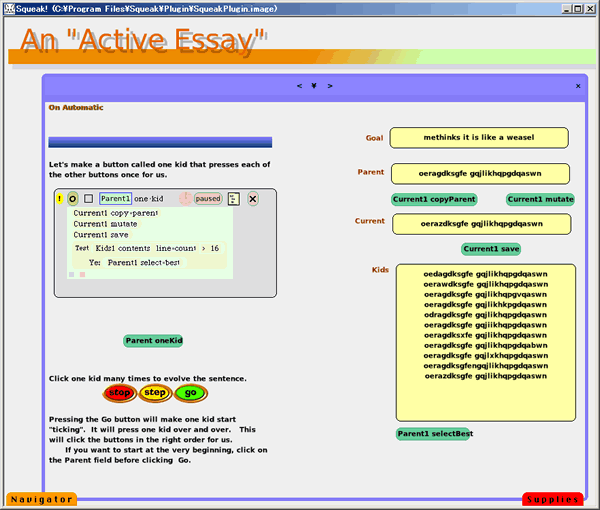 Squeak! (C:¥Program Files¥Squeak¥Plugin¥SqueakPlugin.image)
An "Active Essay"
< ¥ >
×
On Automatic
Let's make a button called one kid that presses each of
the other buttons once for us.
! Parent1 one-kid paused
Current1 copy-parent
Current1 mutate
Current1 save
Test Kids1 contents line-count > 16
Yes Parent1 select-best
Parent oneKid
Click one kid many times to evolve the sentence.
stop step go
Pressing the Go button will make one kid start
"ticking". It will press one kid over and over. This
will click the buttons in the right order for us.
If you want to start at the very beginning, click on
the Parent field before clicking Go.
Goal methinks it is like a weasel
Parent oeragdksgfe gqjlikhqpgdqaswn
Current1 copyParent Current1 mutate
Current oerazdksgfe gqjlikhqpgdqaswn
Current1 save
Kids
oedagdksgfe gqjlikhqpgdqaswn
oerawdksgfe gqjlikhqpgdqaswn
oeragdksgfe gqjlikhqpgvqaswn
oeragdksgfe gqjlikhkpgdqaswn
odragdksgfe gqjlikhqpgdqaswn
oeragdsxfe gqjlikhqpgdqaswn
oeragdksgfe gqjlikhqpgdqabwn
oeragdksgfe gqjlxkhqpgdqaswn
oeragdksgfengqjlikhqpgdqaswn
oerazdksgfe gqjlikhqpgdqaswn
Parent1 selectBest
Navigator
Supplies